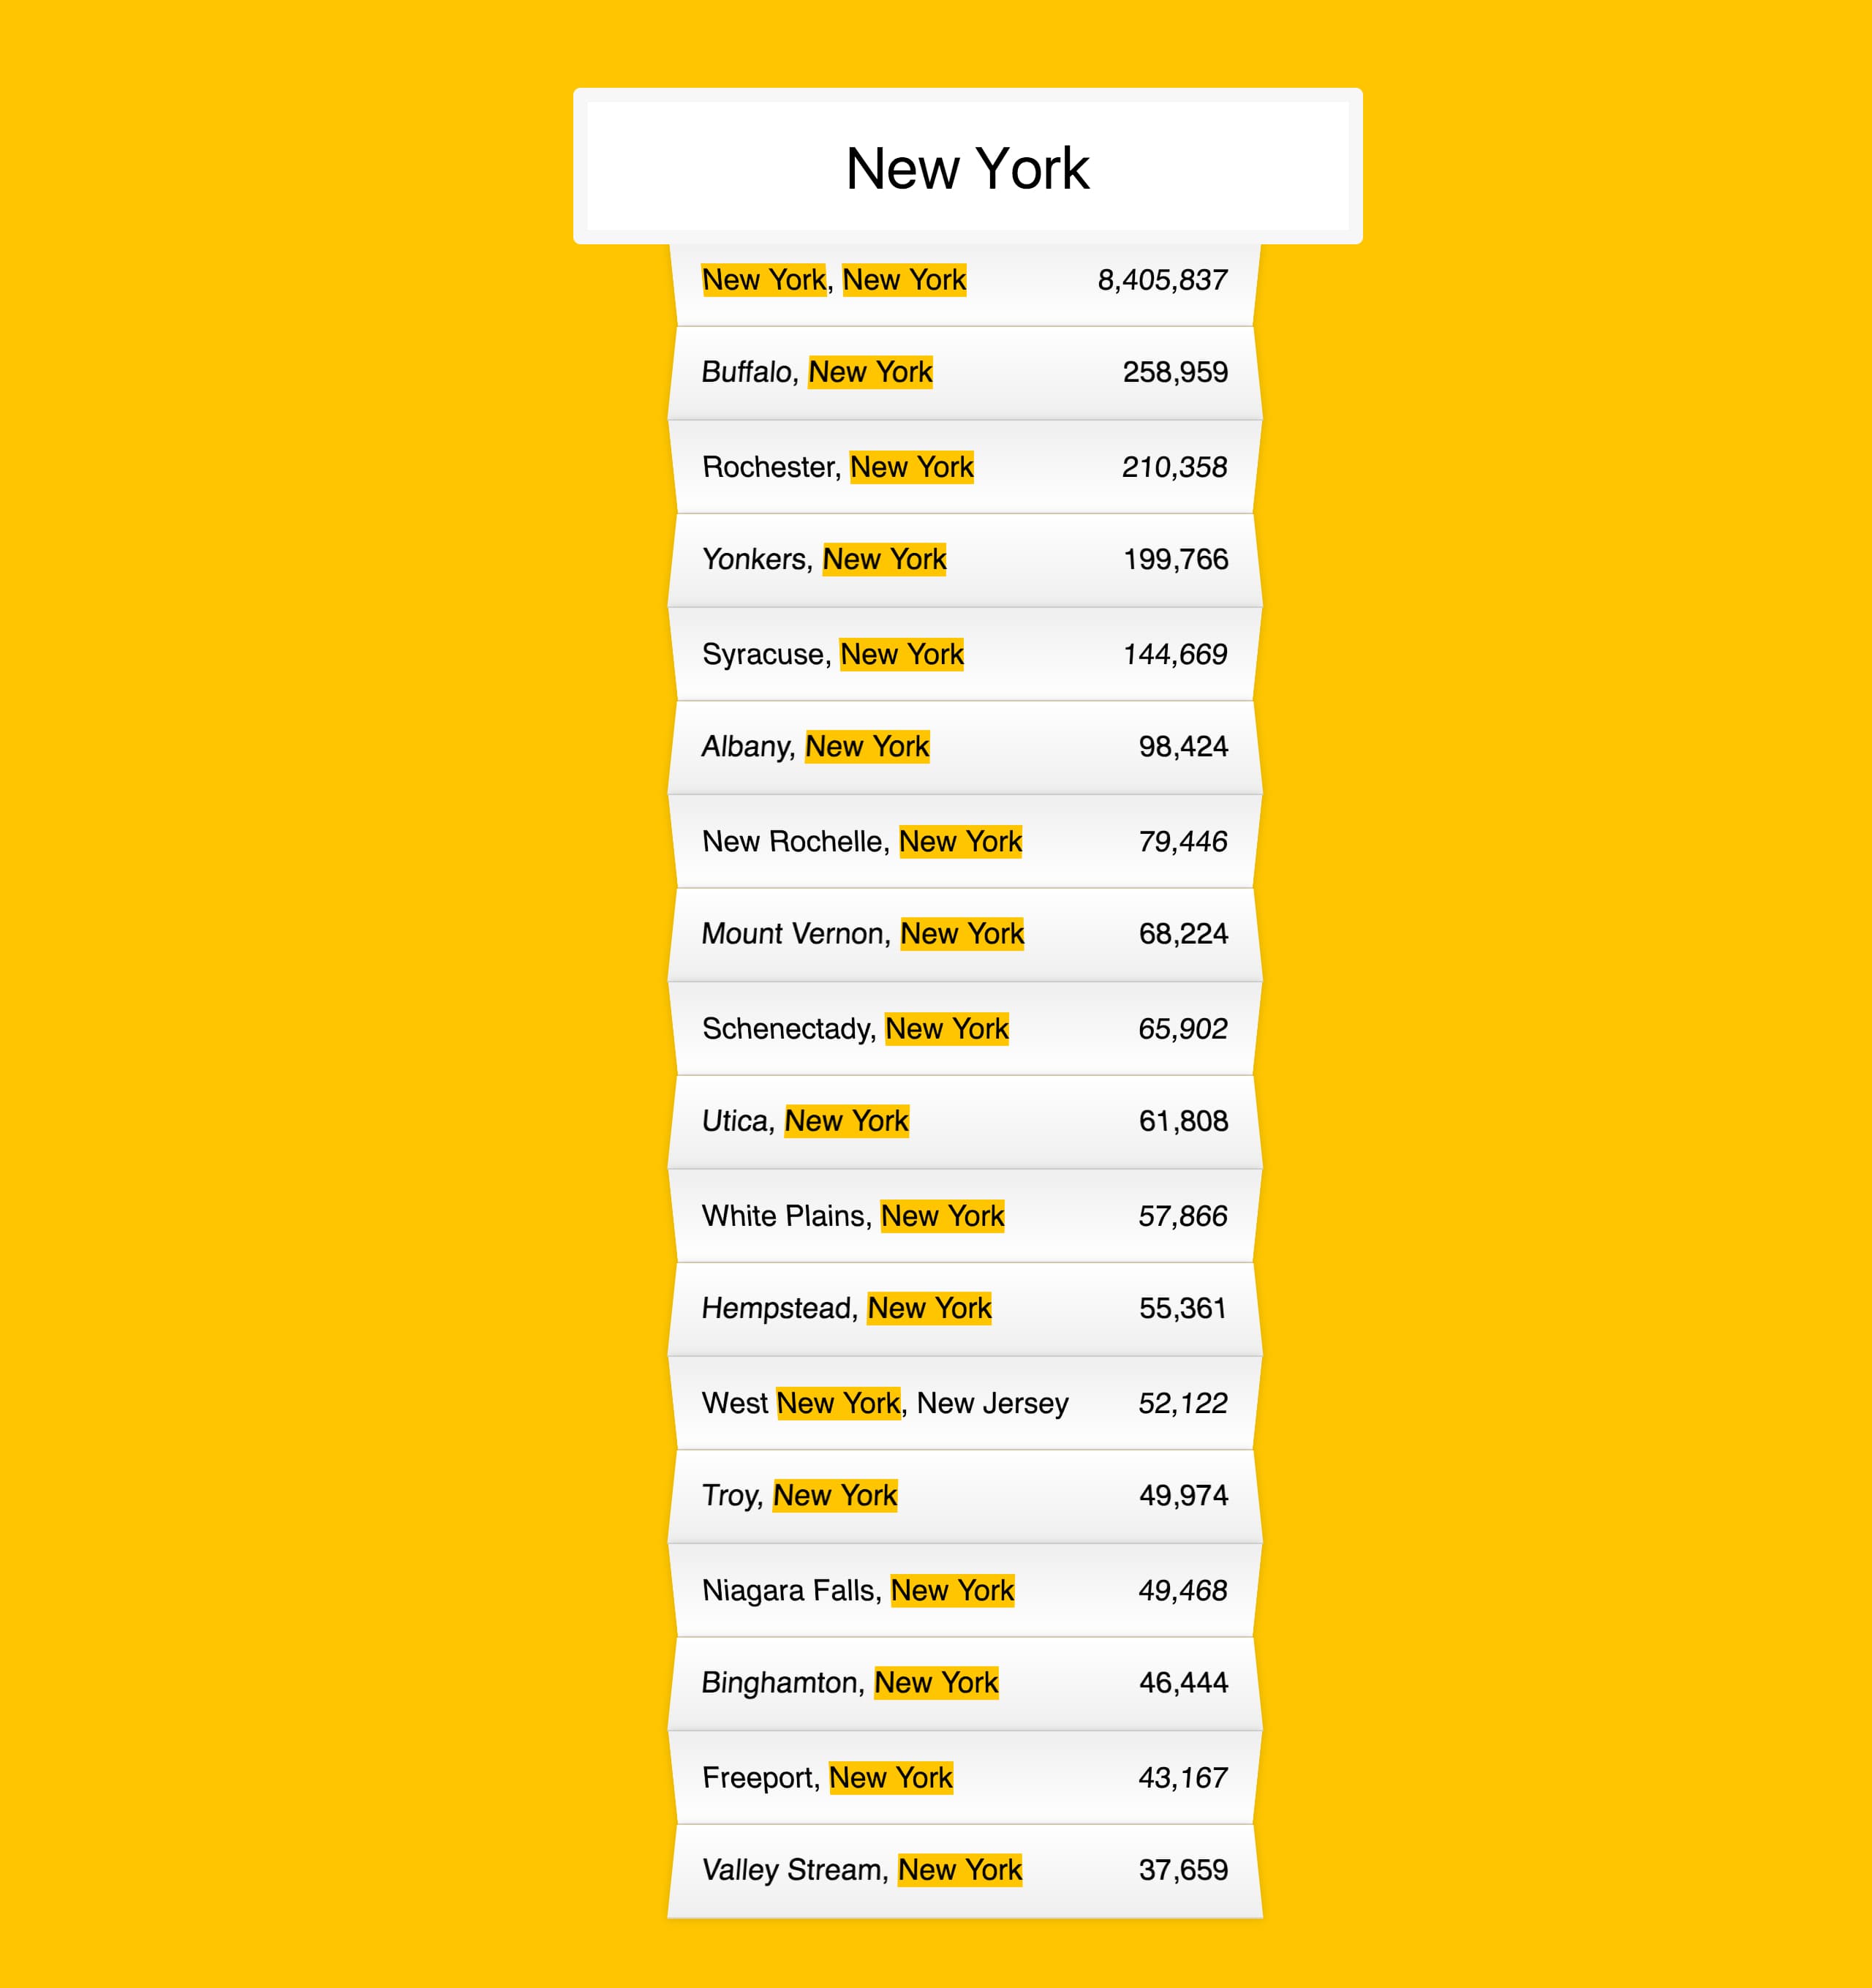 New York
New York, New York 8,405,837
Buffalo, New York 258,959
Rochester, New York 210,358
Yonkers, New York 199,766
Syracuse, New York 144,669
Albany, New York 98,424
New Rochelle, New York 79,446
Mount Vernon, New York 68,224
Schenectady, New York 65,902
Utica, New York 61,808
White Plains, New York 57,866
Hempstead, New York 55,361
West New York, New Jersey 52,122
Troy, New York 49,974
Niagara Falls, New York 49,468
Binghamton, New York 46,444
Freeport, New York 43,167
Valley Stream, New York 37,659